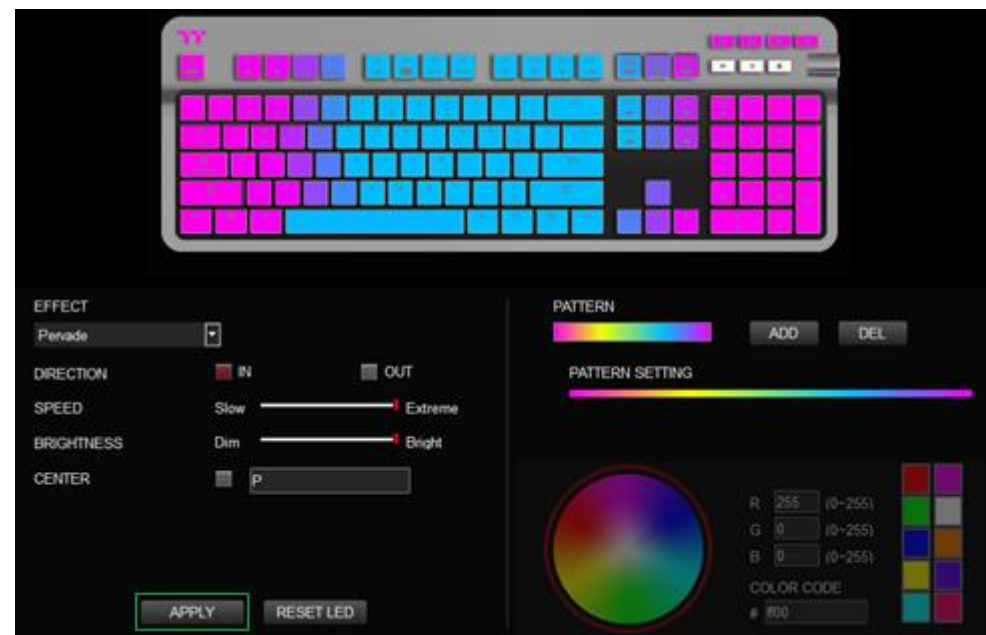 EFFECT
Pervade
DIRECTION IN OUT
SPEED Slow Extreme
BRIGHTNESS Dim Bright
CENTER P
APPLY RESET LED
PATTERN
ADD DEL
PATTERN SETTING
R 255 (0~255)
G 0 (0~255)
B 0 (0~255)
COLOR CODE
# ff00